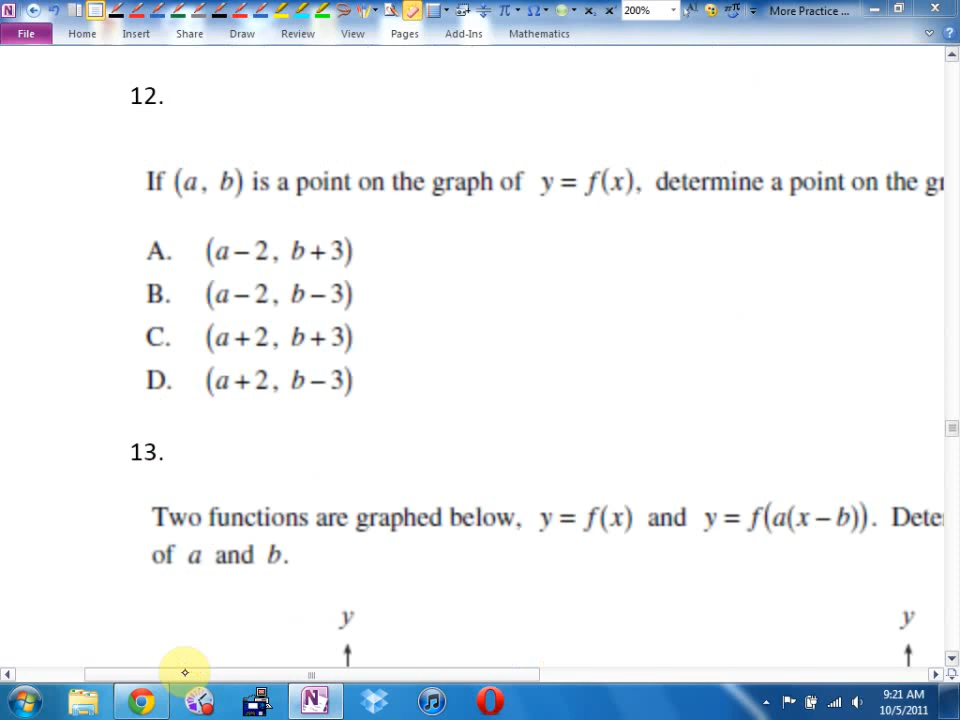 200% More Practice ...
File Home Insert Share Draw Review View Pages Add-Ins Mathematics
12.
If (a, b) is a point on the graph of y = f(x), determine a point on the
A. (a – 2, b + 3)
B. (a – 2, b – 3)
C. (a + 2, b + 3)
D. (a + 2, b – 3)
13.
Two functions are graphed below, y = f(x) and y = f(a(x – b)).
of a and b.
y y
9:21 AM
10/5/2011